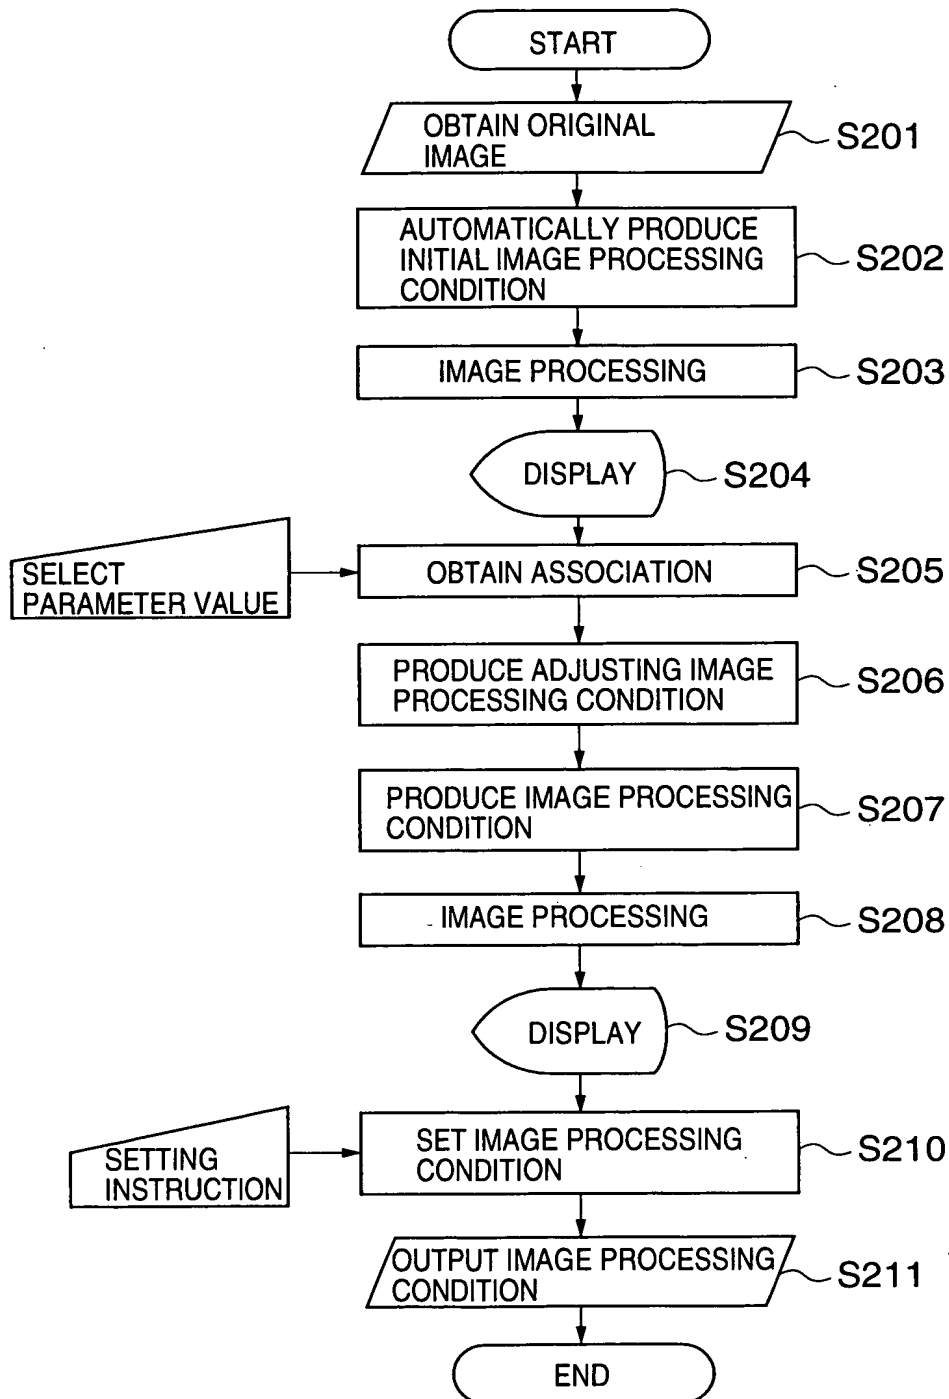 START
OBTAIN ORIGINAL
IMAGE
S201
AUTOMATICALLY PRODUCE
INITIAL IMAGE PROCESSING
CONDITION
S202
IMAGE PROCESSING
S203
DISPLAY
S204
SELECT
PARAMETER VALUE
OBTAIN ASSOCIATION
S205
PRODUCE ADJUSTING IMAGE
PROCESSING CONDITION
S206
PRODUCE IMAGE PROCESSING
CONDITION
S207
IMAGE PROCESSING
S208
DISPLAY
S209
SETTING
INSTRUCTION
SET IMAGE PROCESSING
CONDITION
S210
OUTPUT IMAGE PROCESSING
CONDITION
S211
END